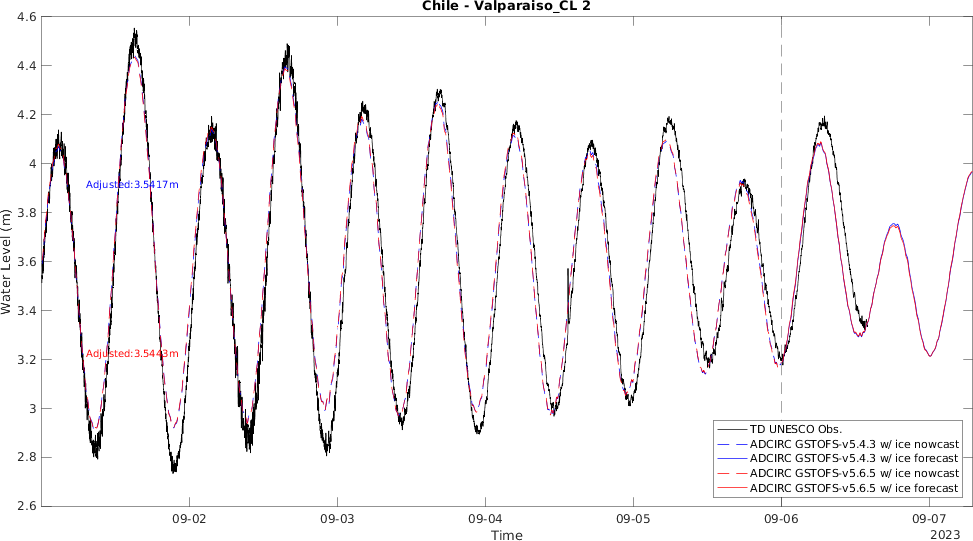 Chile - Valparaiso_CL 2
Water Level (m)
4.6
4.4
4.2
4
3.8
3.6
3.4
3.2
3
2.8
2.6
Adjusted:3.5417m
Adjusted:3.5443m
TD UNESCO Obs.
ADCIRC GSTOFS-v5.4.3 w/ ice nowcast
ADCIRC GSTOFS-v5.4.3 w/ ice forecast
ADCIRC GSTOFS-v5.6.5 w/ ice nowcast
ADCIRC GSTOFS-v5.6.5 w/ ice forecast
09-02
09-03
09-04
09-05
09-06
09-07
Time
2023